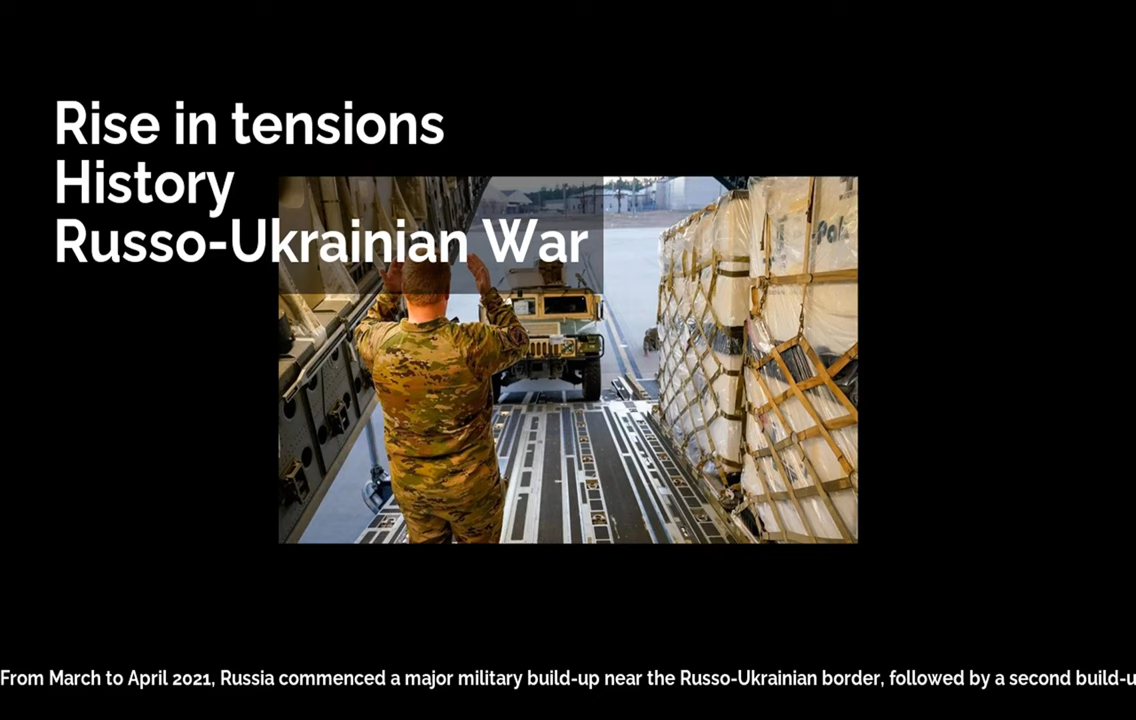 Rise in tensions
History
Russo-Ukrainian War
From March to April 2021, Russia commenced a major military build-up near the Russo-Ukrainian border, followed by a second build-u